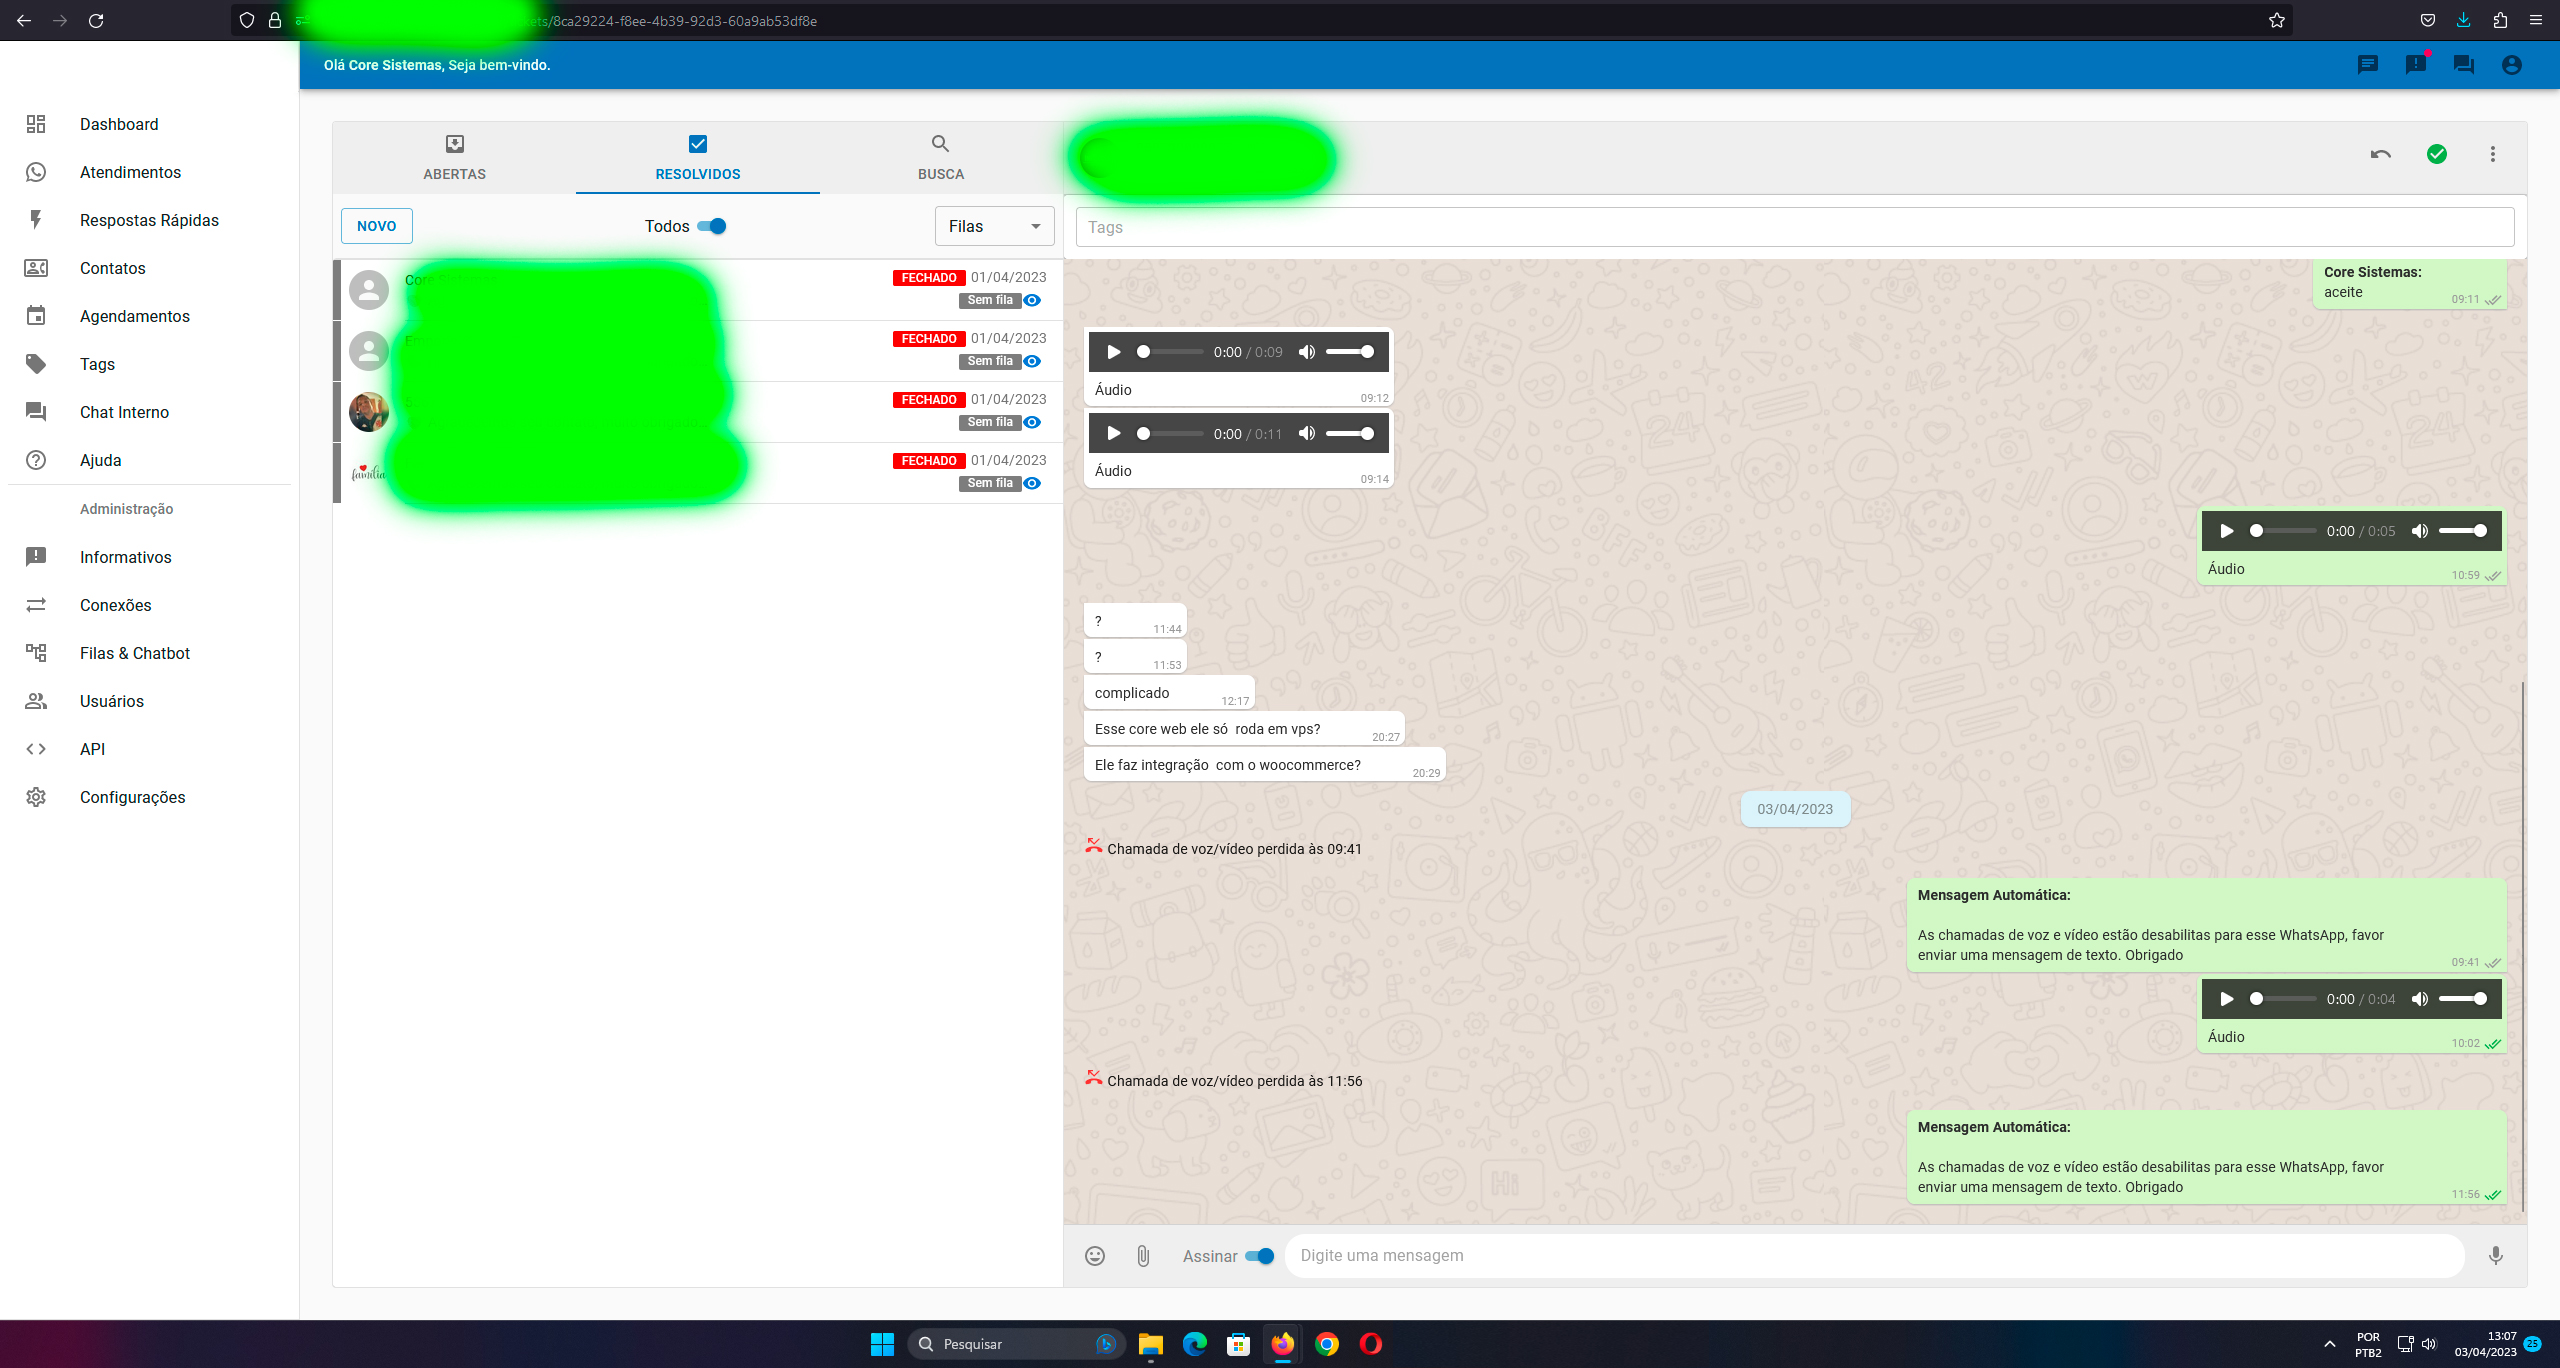 ets/8ca29224-f8ee-4b39-92d3-60a9ab53df8e
Olá Core Sistemas, Seja bem-vindo.
Dashboard
Atendimentos
Respostas Rápidas
Contatos
Agendamentos
Tags
Chat Interno
Ajuda
Administração
Informativos
Conexões
Filas & Chatbot
Usuários
API
Configurações
ABERTAS
RESOLVIDOS
BUSCA
NOVO
Todos
Filas
FECHADO 01/04/2023
Sem fila
FECHADO 01/04/2023
Sem fila
FECHADO 01/04/2023
Sem fila
família
FECHADO 01/04/2023
Sem fila
Tags
Core Sistemas:
aceite
09:11
0:00 / 0:09
Áudio
09:12
0:00 / 0:11
Áudio
09:14
0:00 / 0:05
Áudio
10:59
?
11:44
?
11:53
complicado
12:17
Esse core web ele só roda em vps?
20:27
Ele faz integração com o woocommerce?
20:29
03/04/2023
Chamada de voz/vídeo perdida às 09:41
Mensagem Automática:
As chamadas de voz e vídeo estão desabilitas para esse WhatsApp, favor
enviar uma mensagem de texto. Obrigado
09:41
0:00 / 0:04
Áudio
10:02
Chamada de voz/vídeo perdida às 11:56
Mensagem Automática:
As chamadas de voz e vídeo estão desabilitas para esse WhatsApp, favor
enviar uma mensagem de texto. Obrigado
11:56
Assinar
Digite uma mensagem
Pesquisar
POR
PTB2
13:07
03/04/2023
25